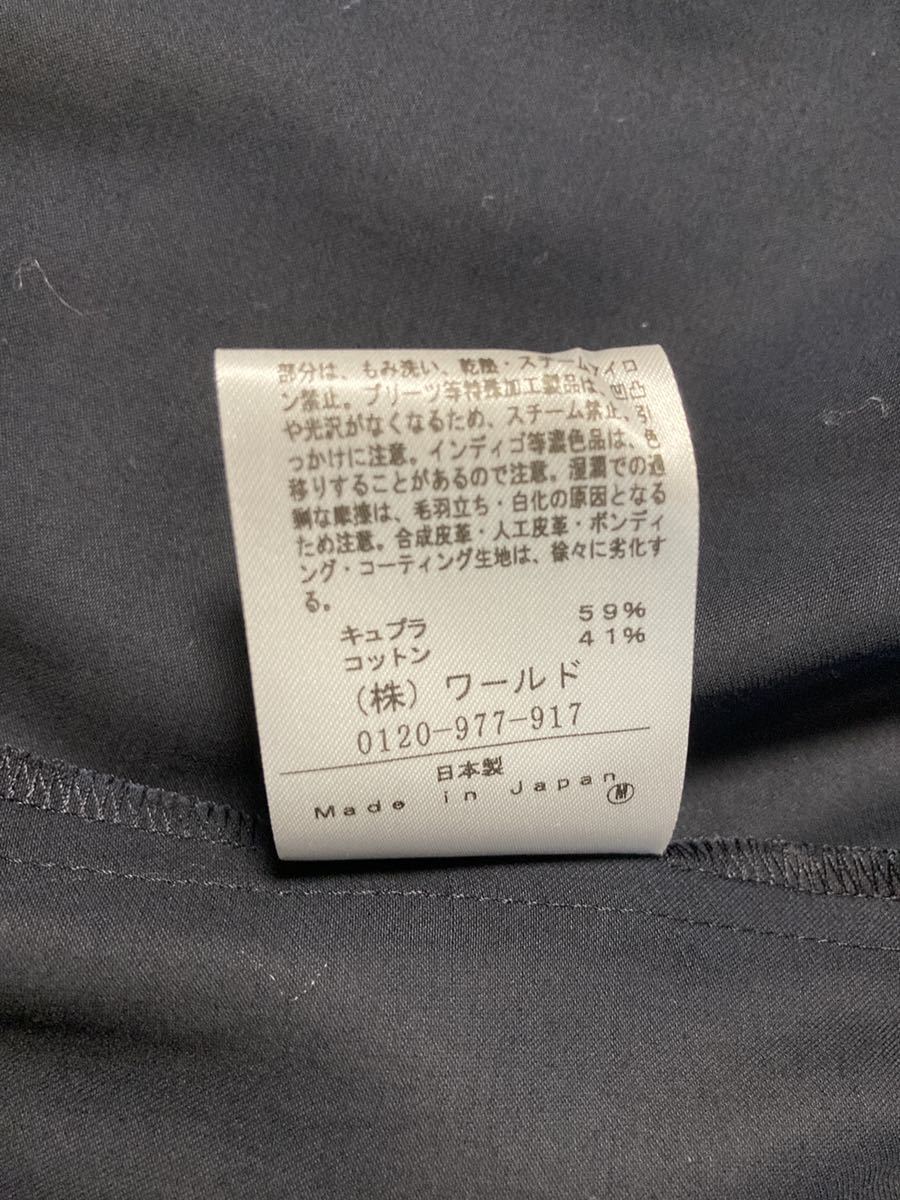 部分は、もみ洗い、乾燥・スチームアイロ
ン禁止。プリーツ等特殊加工製品は、凹凸
や光沢がなくなるため、スチーム禁止、引
っかけに注意。インディゴ等濃色品は、色
移りすることがあるので注意。湿潤での過
剰な摩擦は、毛羽立ち・白化の原因となる
ため注意。合成皮革・人工皮革・ボンディ
ング・コーティング生地は、徐々に劣化す
る。
キュプラ 59%
コットン 41%
(株) ワールド
0120-977-917
日本製
Made in Japan Ⓜ